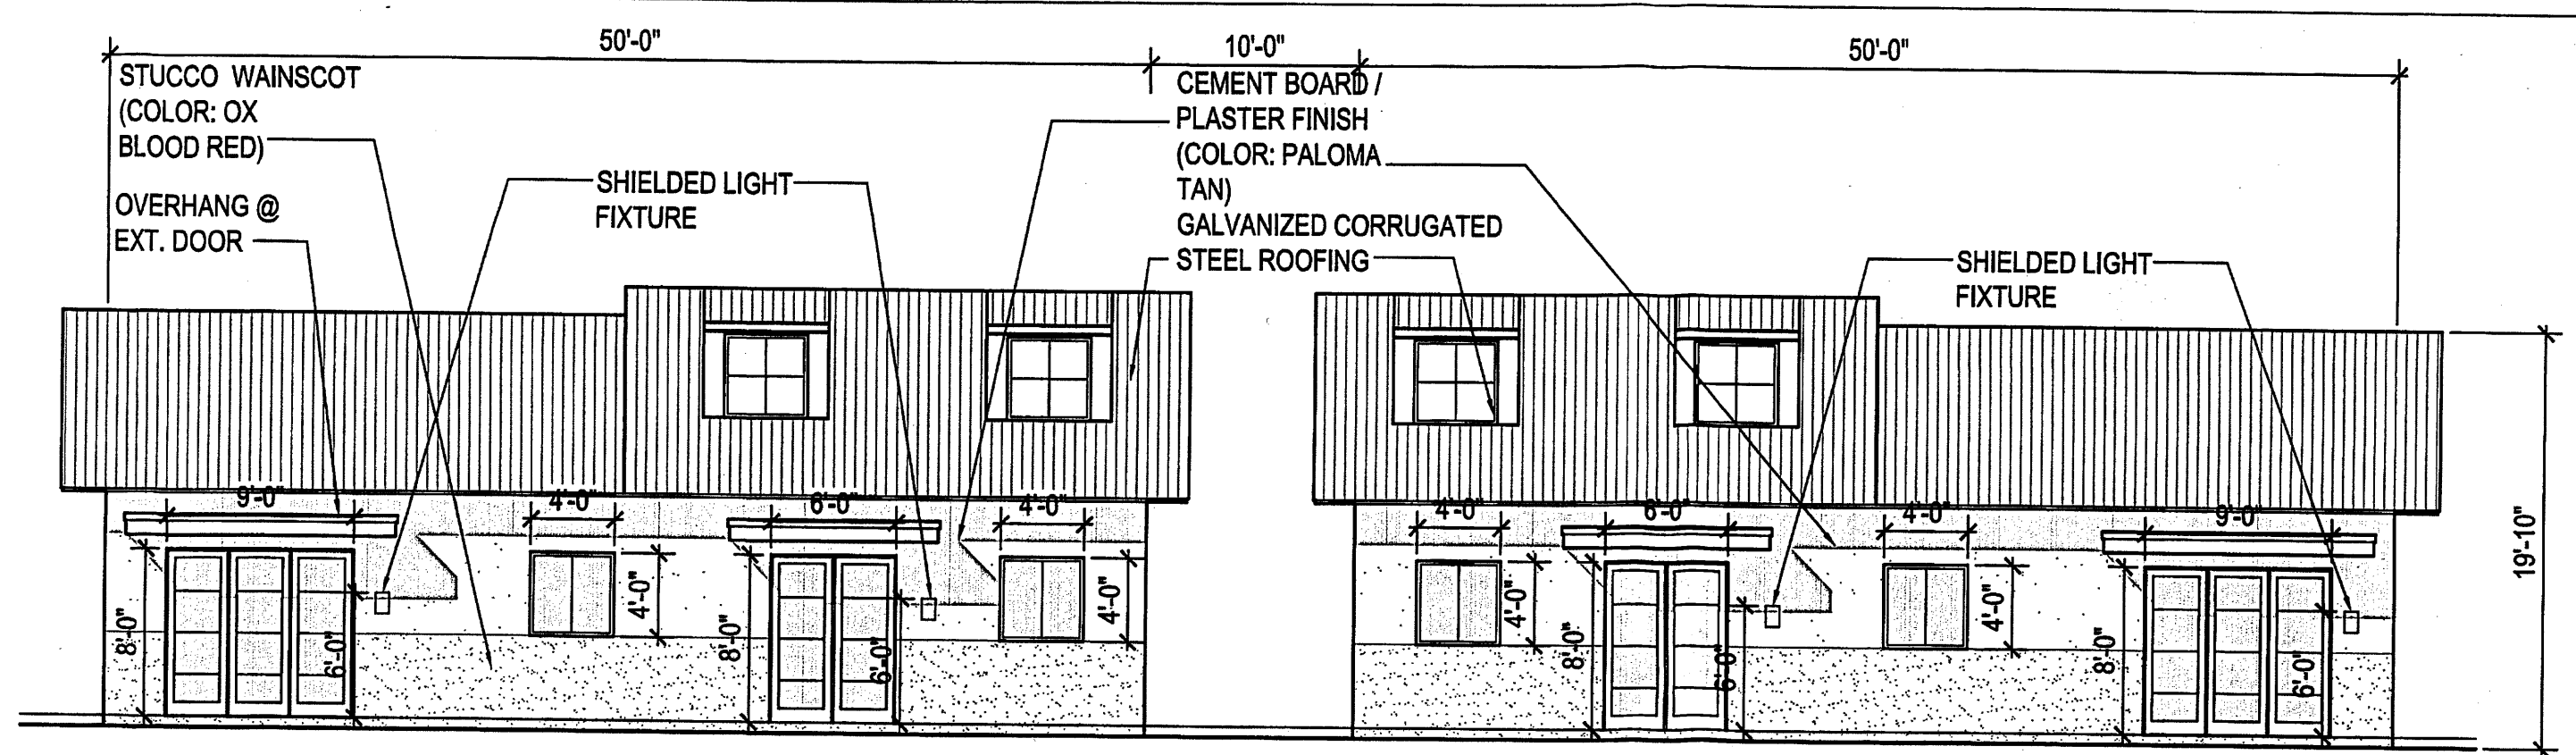 50'-0"
10'-0"
50'-0"
STUCCO WAINSCOT
(COLOR: OX
BLOOD RED)
OVERHANG @
EXT. DOOR
SHIELDED LIGHT
FIXTURE
CEMENT BOARD /
PLASTER FINISH
(COLOR: PALOMA
TAN)
GALVANIZED CORRUGATED
STEEL ROOFING
SHIELDED LIGHT
FIXTURE
19'-10"
9'-0"
4'-0"
6'-0"
4'-0"
4'-0"
6'-0"
4'-0"
9'-0"
8'-0"
6'-0"
4'-0"
8'-0"
6'-0"
4'-0"
4'-0"
8'-0"
6'-0"
4'-0"
8'-0"
6'-0"